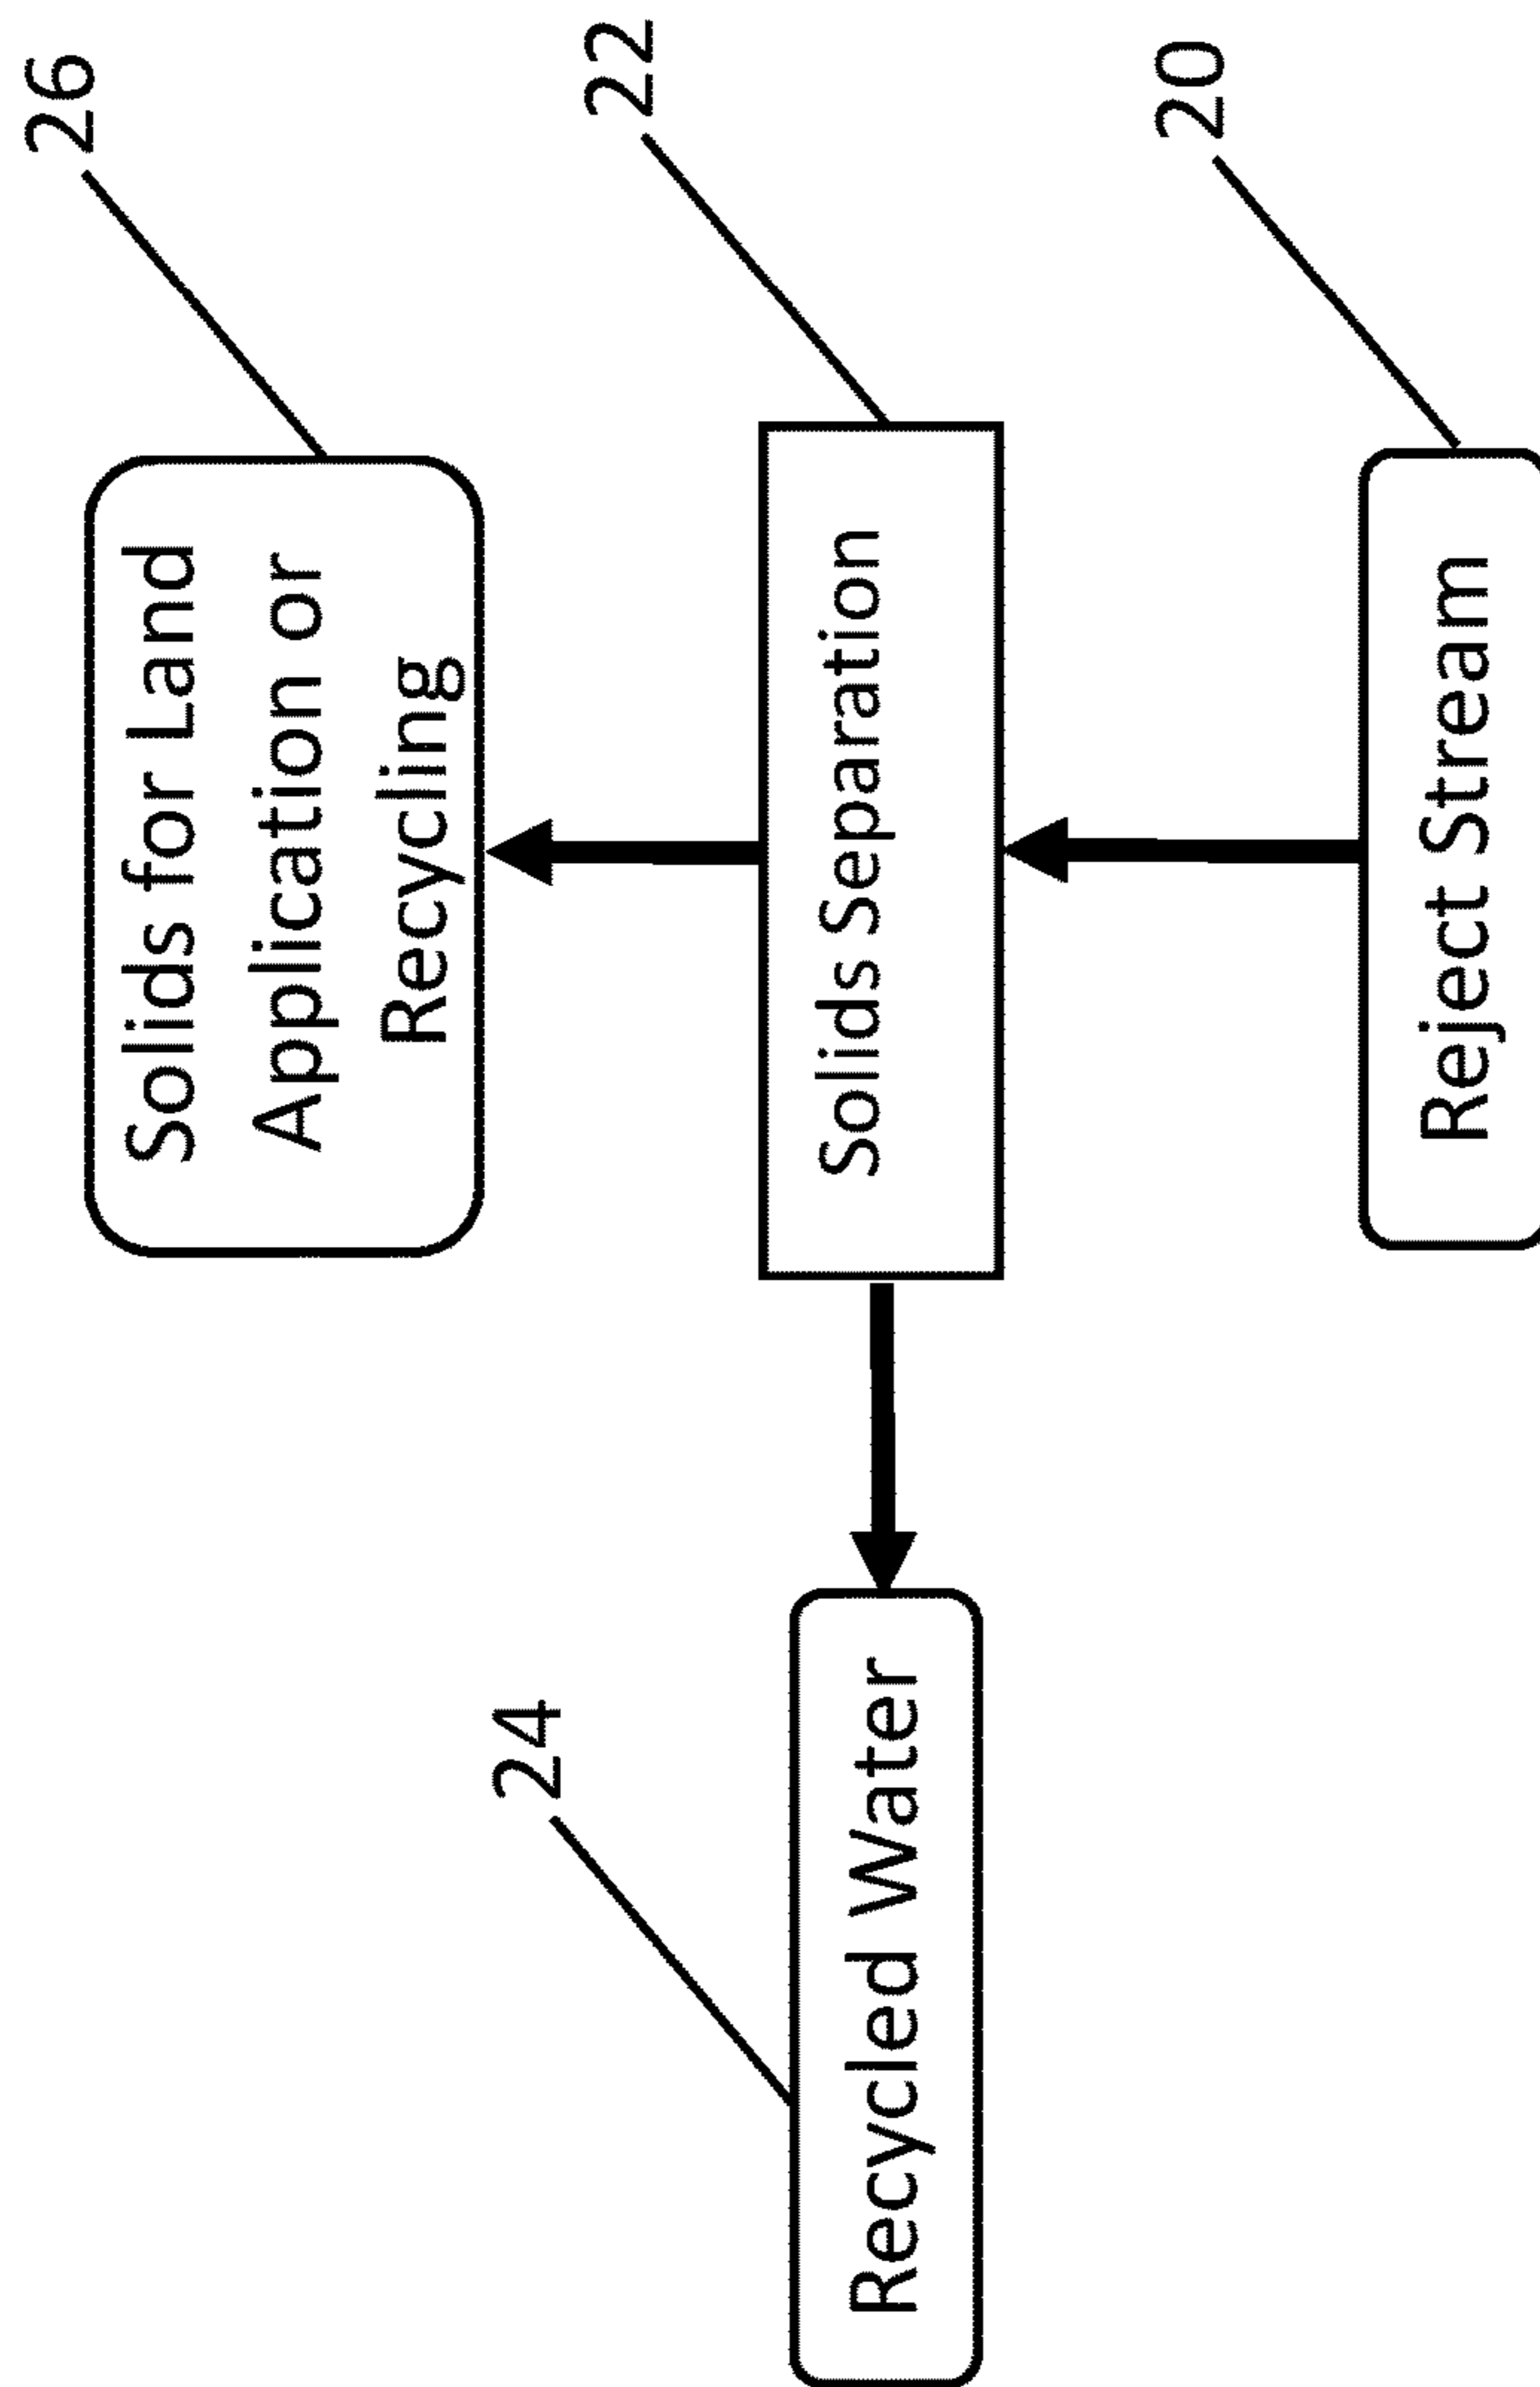 26
Solids for Land
Application or
Recycling
22
Solids Separation
24
Recycled Water
20
Reject Stream